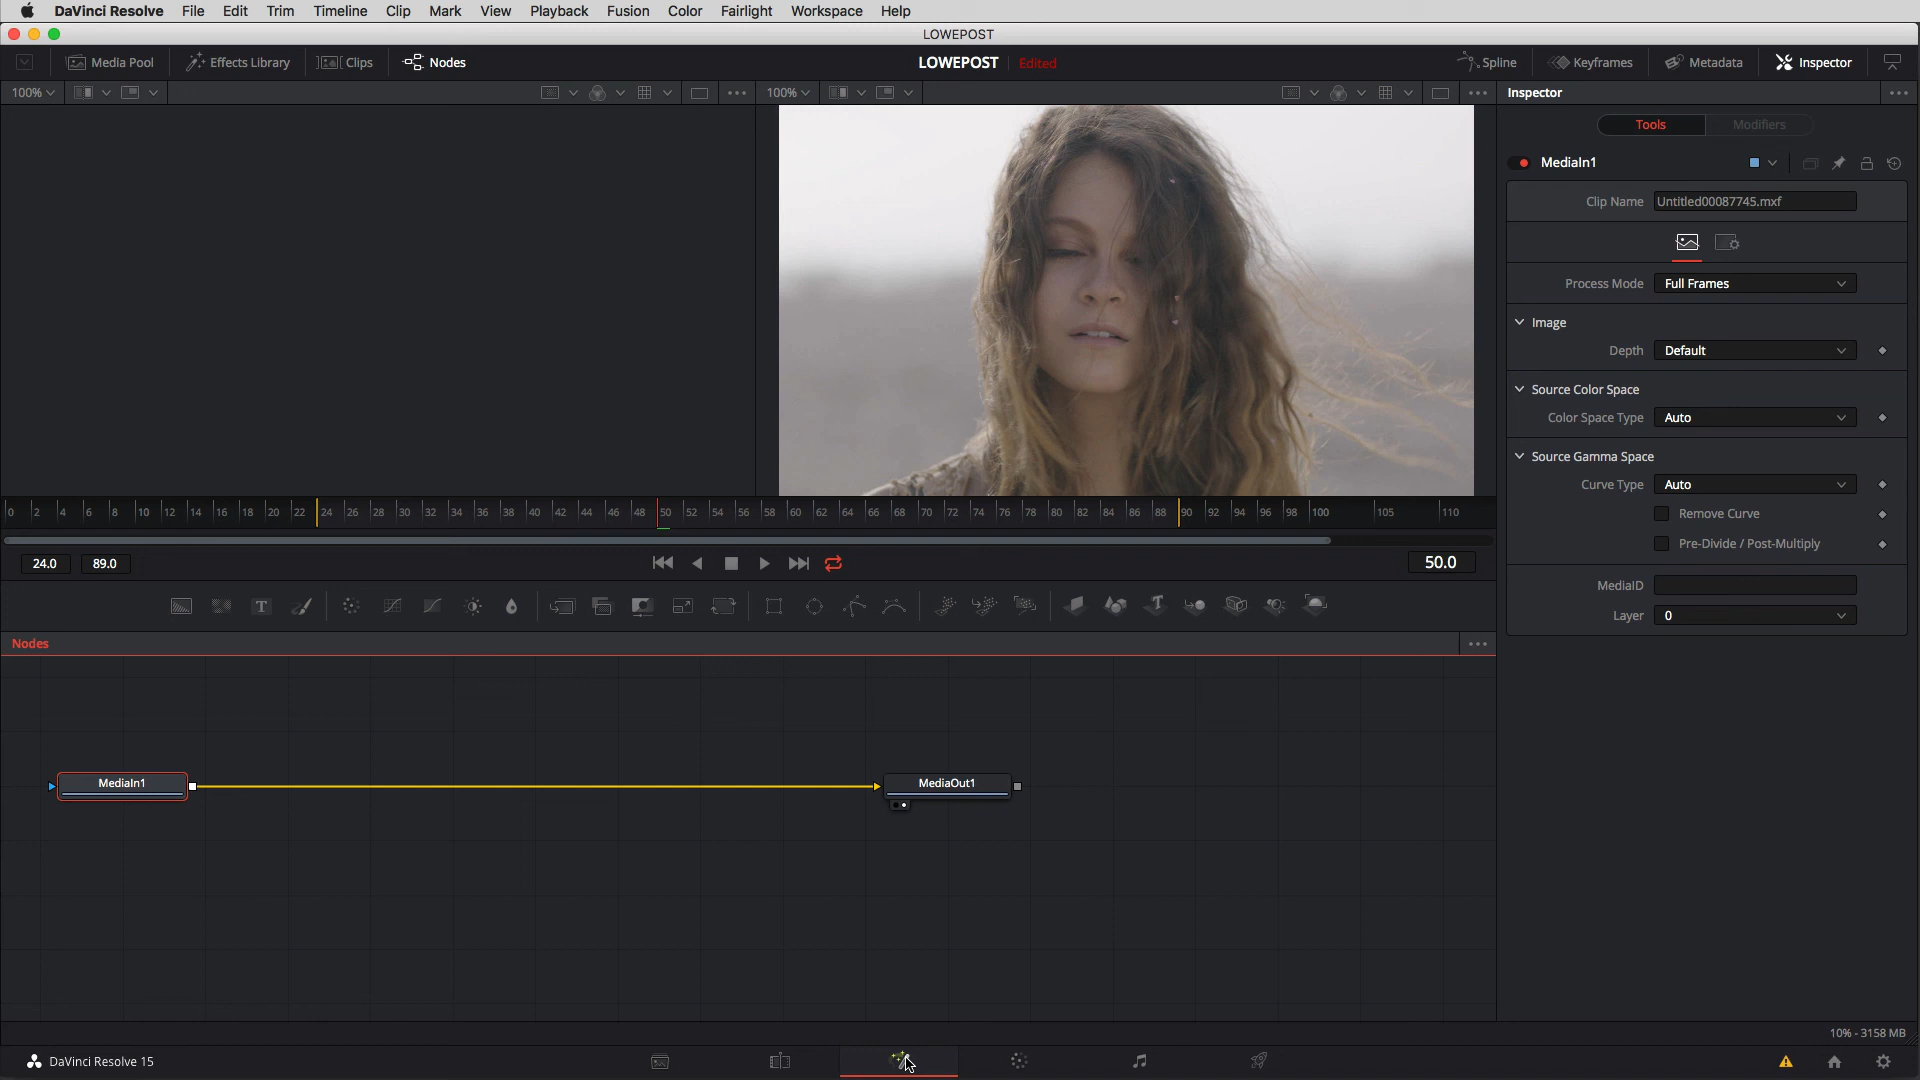 DaVinci Resolve File Edit Trim Timeline Clip Mark View Playback Fusion Color Fairlight Workspace Help
LOWEPOST
Media Pool Effects Library Clips Nodes LOWEPOST Edited Spline Keyframes Metadata Inspector
100% 100% Inspector
Tools Modifiers
MediaIn1
Clip Name Untitled00087745.mxf
Process Mode Full Frames
Image
Depth Default
Source Color Space
Color Space Type Auto
Source Gamma Space
Curve Type Auto
0 2 4 6 8 10 12 14 16 18 20 22 24 26 28 30 32 34 36 38 40 42 44 46 48 50 52 54 56 58 60 62 64 66 68 70 72 74 76 78 80 82 84 86 88 90 92 94 96 98 100 105 110
Remove Curve
Pre-Divide / Post-Multiply
24.0 89.0 50.0
MediaID
Layer 0
Nodes
MediaIn1 MediaOut1
10% - 3158 MB
DaVinci Resolve 15